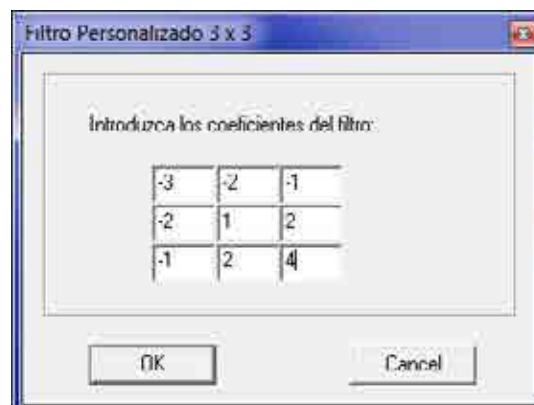 Filtro Personalizado 3 x 3
Introduzca los coeficientes del filtro:
-3 -2 -1
-2 1 2
-1 2 4
OK Cancel